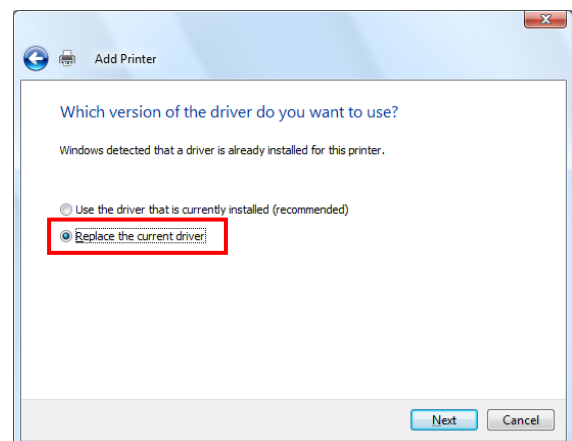 Add Printer
Which version of the driver do you want to use?
Windows detected that a driver is already installed for this printer.
Use the driver that is currently installed (recommended)
Replace the current driver
Next Cancel